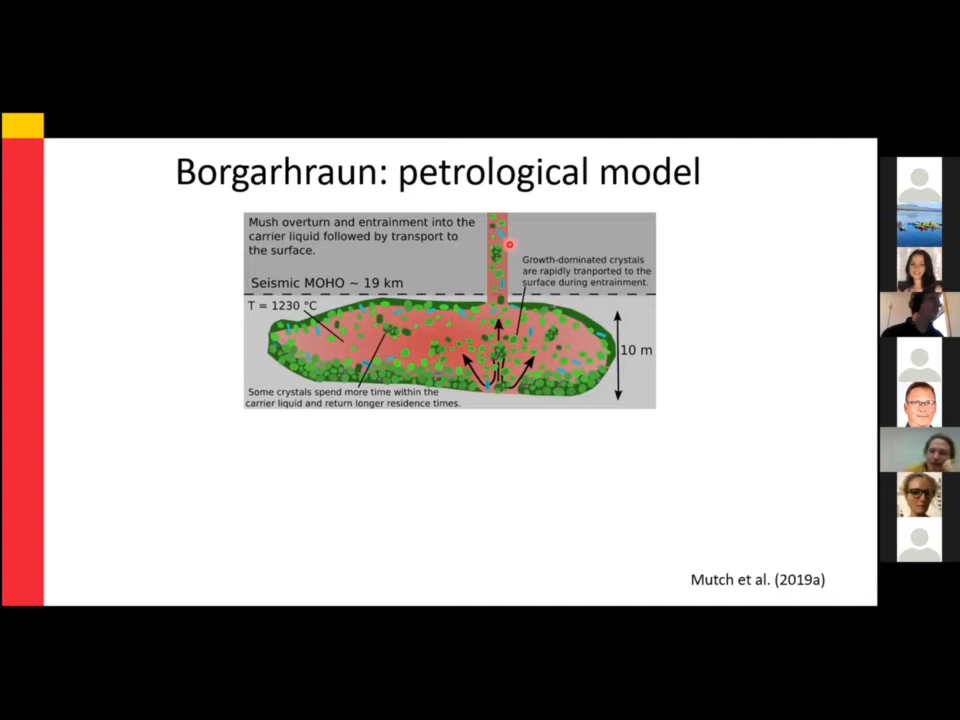 Borgarhraun: petrological model
Mush overturn and entrainment into the
carrier liquid followed by transport to
the surface.
Growth-dominated crystals
are rapidly tranported to the
surface during entrainment.
Seismic MOHO ~ 19 km
T = 1230 °C
10 m
Some crystals spend more time within the
carrier liquid and return longer residence times.
Mutch et al. (2019a)